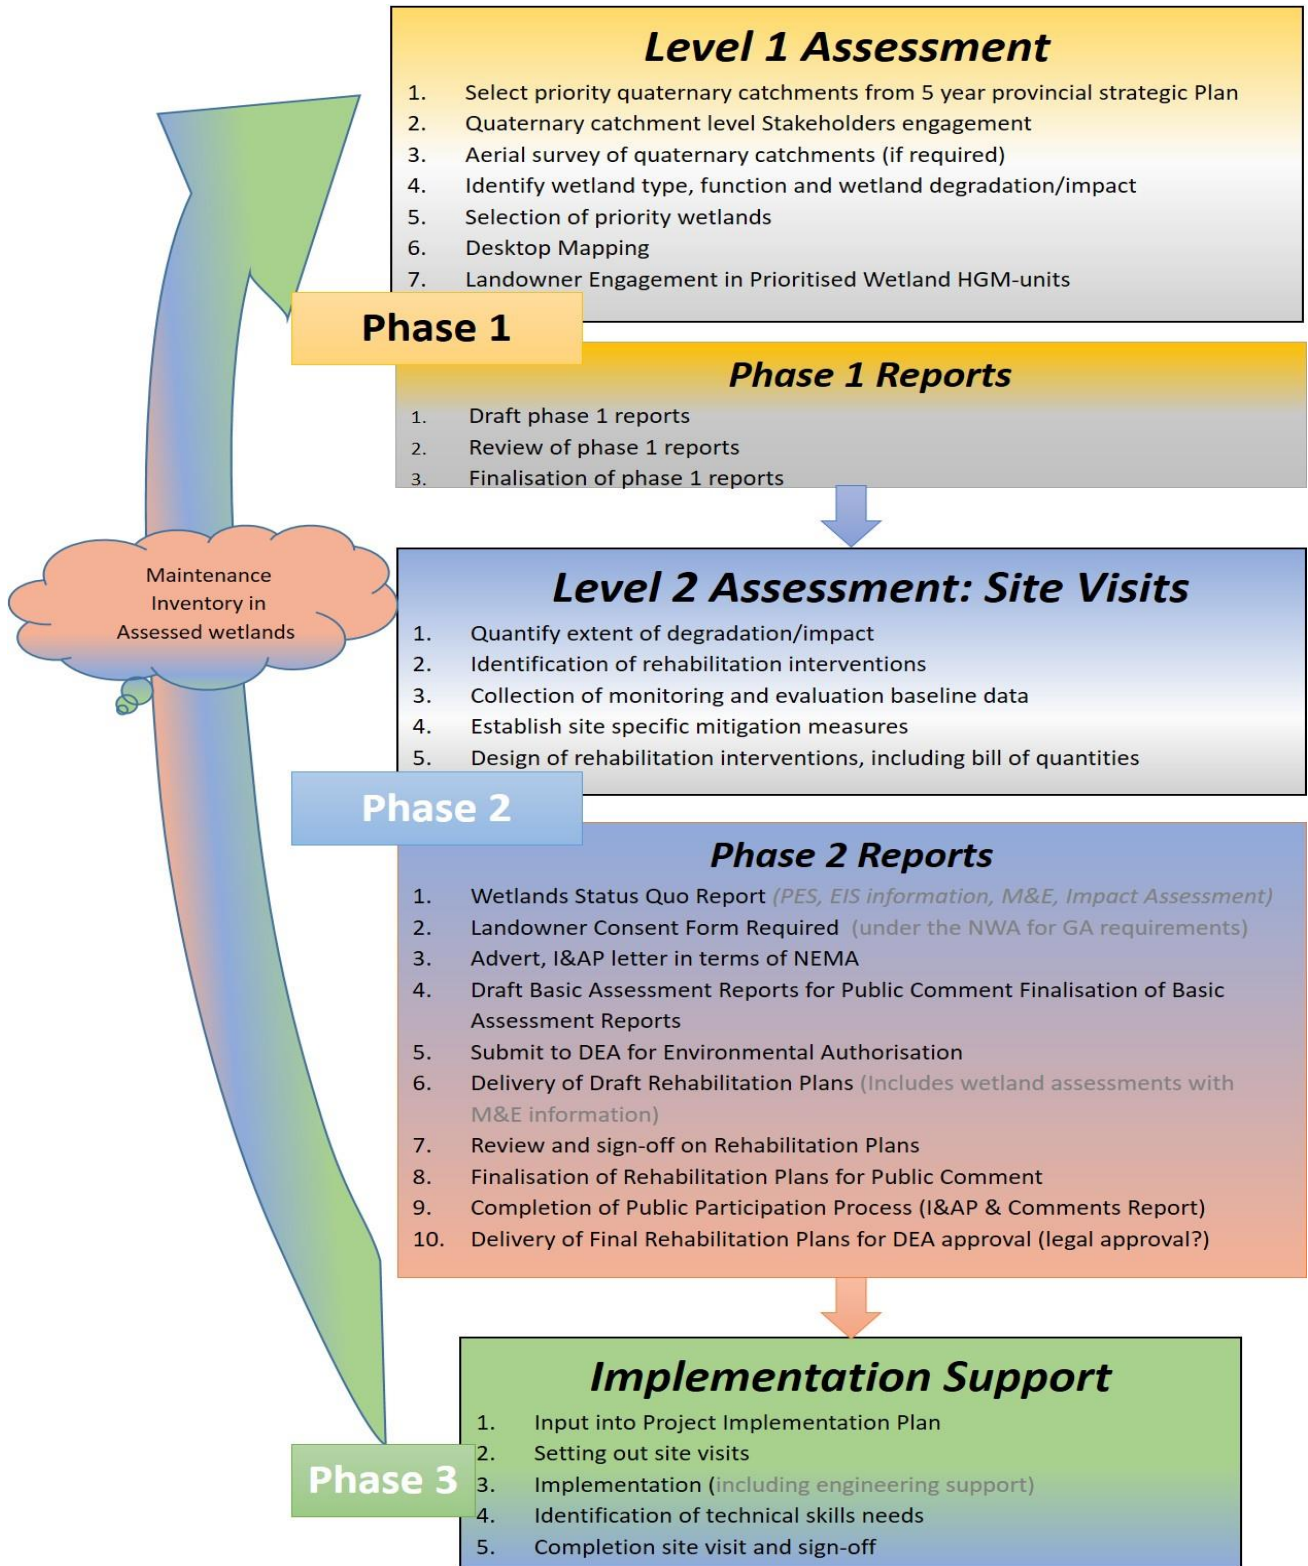 Level 1 Assessment
1. Select priority quaternary catchments from 5 year provincial strategic Plan
2. Quaternary catchment level Stakeholders engagement
3. Aerial survey of quaternary catchments (if required)
4. Identify wetland type, function and wetland degradation/impact
5. Selection of priority wetlands
6. Desktop Mapping
7. Landowner Engagement in Prioritised Wetland HGM-units
Phase 1
Phase 1 Reports
1. Draft phase 1 reports
2. Review of phase 1 reports
3. Finalisation of phase 1 reports
Maintenance
Inventory in
Assessed wetlands
Level 2 Assessment: Site Visits
1. Quantify extent of degradation/impact
2. Identification of rehabilitation interventions
3. Collection of monitoring and evaluation baseline data
4. Establish site specific mitigation measures
5. Design of rehabilitation interventions, including bill of quantities
Phase 2
Phase 2 Reports
1. Wetlands Status Quo Report (PES, EIS information, M&E, Impact Assessment)
2. Landowner Consent Form Required (under the NWA for GA requirements)
3. Advert, I&AP letter in terms of NEMA
4. Draft Basic Assessment Reports for Public Comment Finalisation of Basic
Assessment Reports
5. Submit to DEA for Environmental Authorisation
6. Delivery of Draft Rehabilitation Plans (Includes wetland assessments with
M&E information)
7. Review and sign-off on Rehabilitation Plans
8. Finalisation of Rehabilitation Plans for Public Comment
9. Completion of Public Participation Process (I&AP & Comments Report)
10. Delivery of Final Rehabilitation Plans for DEA approval (legal approval?)
Implementation Support
1. Input into Project Implementation Plan
2. Setting out site visits
Phase 3
3. Implementation (including engineering support)
4. Identification of technical skills needs
5. Completion site visit and sign-off